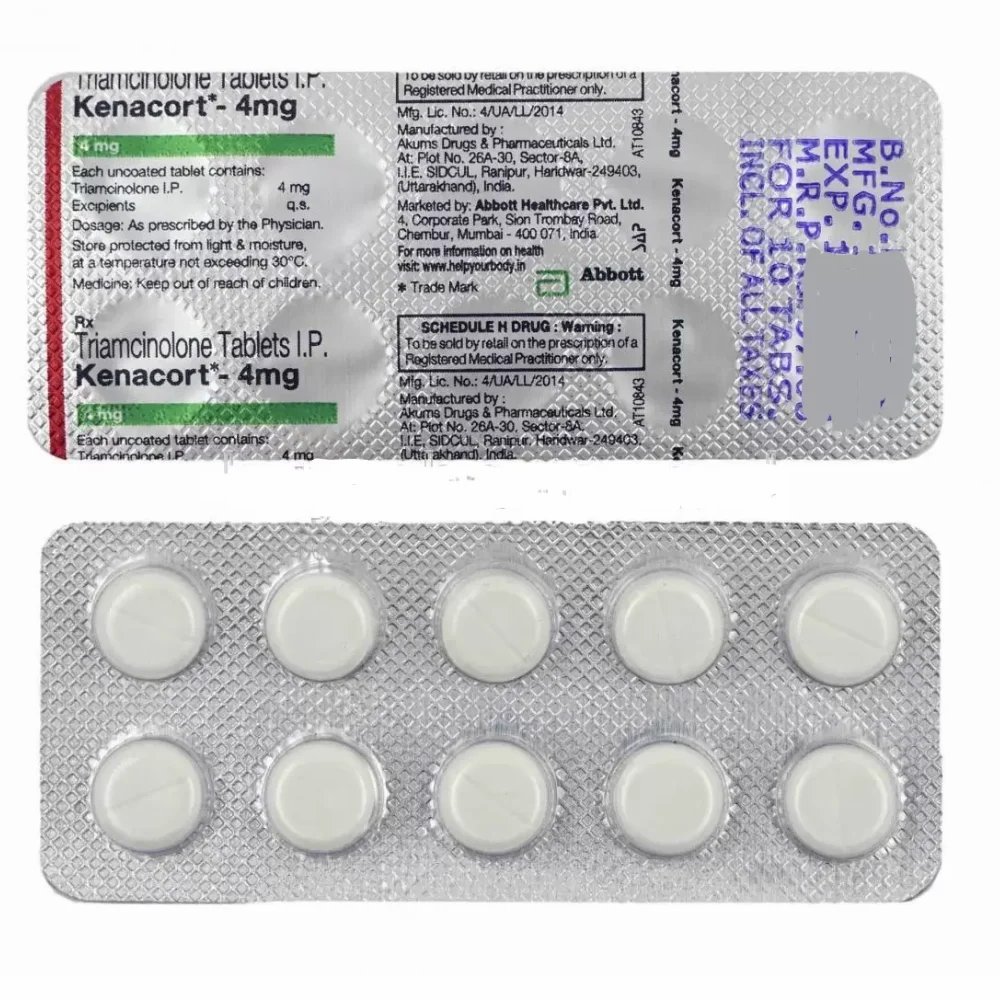 Triamcinolone Tablets I.P.
Kenacort*- 4mg
4 mg
Each uncoated tablet contains:
Triamcinolone I.P. 4 mg
Excipients q.s.
Dosage: As prescribed by the Physician.
Store protected from light & moisture,
at a temperature not exceeding 30°C.
Medicine: Keep out of reach of children.
Rx
Triamcinolone Tablets I.P.
Kenacort*- 4mg
4 mg
Each uncoated tablet contains:
Triamcinolone I.P. 4 mg
To be sold by retail on the prescription of a
Registered Medical Practitioner only.
Mfg. Lic. No.: 4/UA/LL/2014
Manufactured by :
Akums Drugs & Pharmaceuticals Ltd.
At: Plot No. 26A-30, Sector-8A,
I.I.E, SIDCUL, Ranipur, Haridwar-249403,
(Uttarakhand), India.
Marketed by: Abbott Healthcare Pvt. Ltd.
4, Corporate Park, Sion Trombay Road,
Chembur, Mumbai - 400 071, India
For more information on health
visit: www.helpyourbody.in
* Trade Mark
Abbott
SCHEDULE H DRUG : Warning :
To be sold by retail on the prescription of a
Registered Medical Practitioner only.
Mfg. Lic. No.: 4/UA/LL/2014
Manufactured by :
Akums Drugs & Pharmaceuticals Ltd.
At: Plot No. 26A-30, Sector-8A,
I.I.E, SIDCUL, Ranipur, Haridwar-249403,
(Uttarakhand), India.
AT10843
AT10843
nacort - 4mg Kenacort - 4mg Kenacort - 4mg
B.No.
MFG.
EXP.1
M.R.P.
FOR 10 TABS.
INCL. OF ALL TAXES